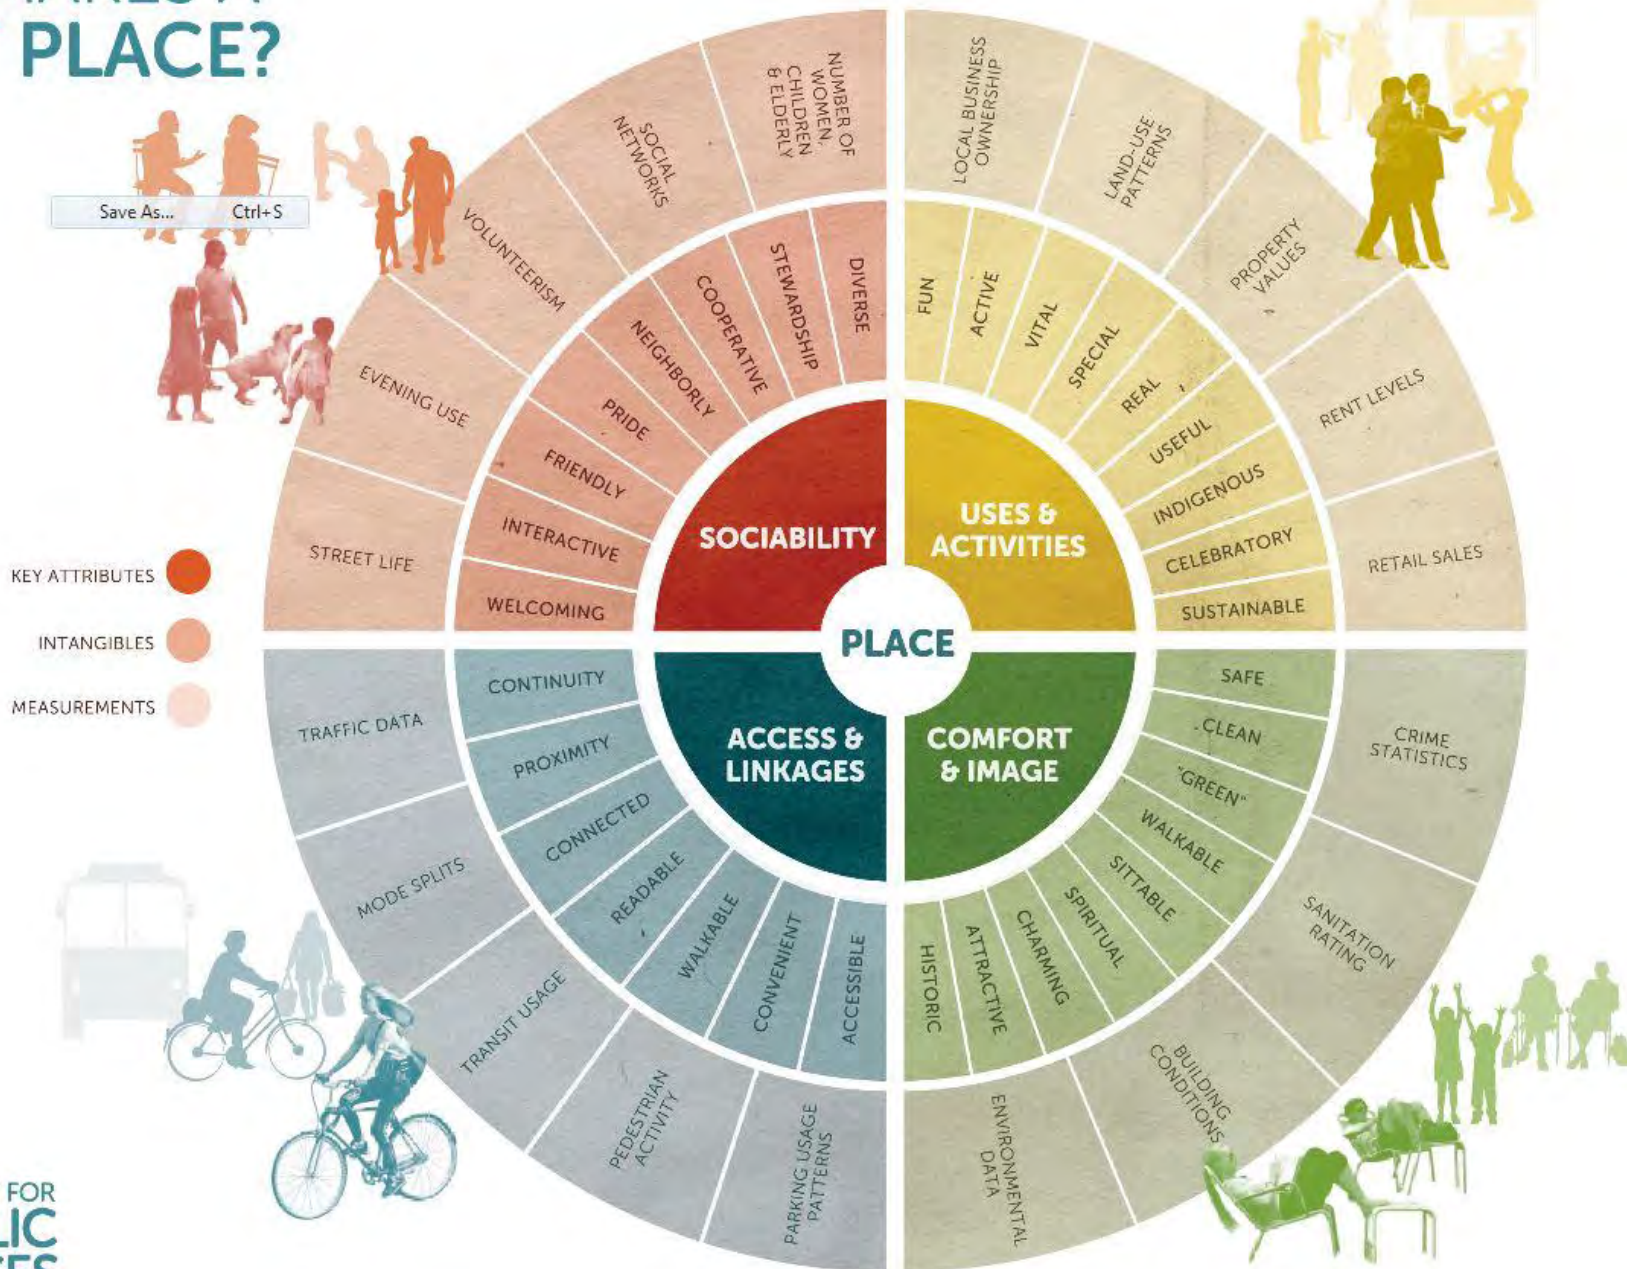 PLACE?
Save As... Ctrl+S
KEY ATTRIBUTES
INTANGIBLES
MEASUREMENTS
PLACE
SOCIABILITY
USES &
ACTIVITIES
ACCESS &
LINKAGES
COMFORT
& IMAGE
WELCOMING
INTERACTIVE
FRIENDLY
PRIDE
NEIGHBORLY
COOPERATIVE
STEWARDSHIP
DIVERSE
STREET LIFE
EVENING USE
VOLUNTEERISM
SOCIAL
NETWORKS
NUMBER OF
WOMEN,
CHILDREN
& ELDERLY
FUN
ACTIVE
VITAL
SPECIAL
REAL
USEFUL
INDIGENOUS
CELEBRATORY
SUSTAINABLE
LOCAL BUSINESS
OWNERSHIP
LAND-USE
PATTERNS
PROPERTY
VALUES
RENT LEVELS
RETAIL SALES
SAFE
CLEAN
"GREEN"
WALKABLE
SITTABLE
SPIRITUAL
CHARMING
ATTRACTIVE
HISTORIC
CRIME
STATISTICS
SANITATION
RATING
BUILDING
CONDITIONS
ENVIRONMENTAL
DATA
CONTINUITY
PROXIMITY
CONNECTED
READABLE
WALKABLE
CONVENIENT
ACCESSIBLE
TRAFFIC DATA
MODE SPLITS
TRANSIT USAGE
PEDESTRIAN
ACTIVITY
PARKING USAGE
PATTERNS
FOR